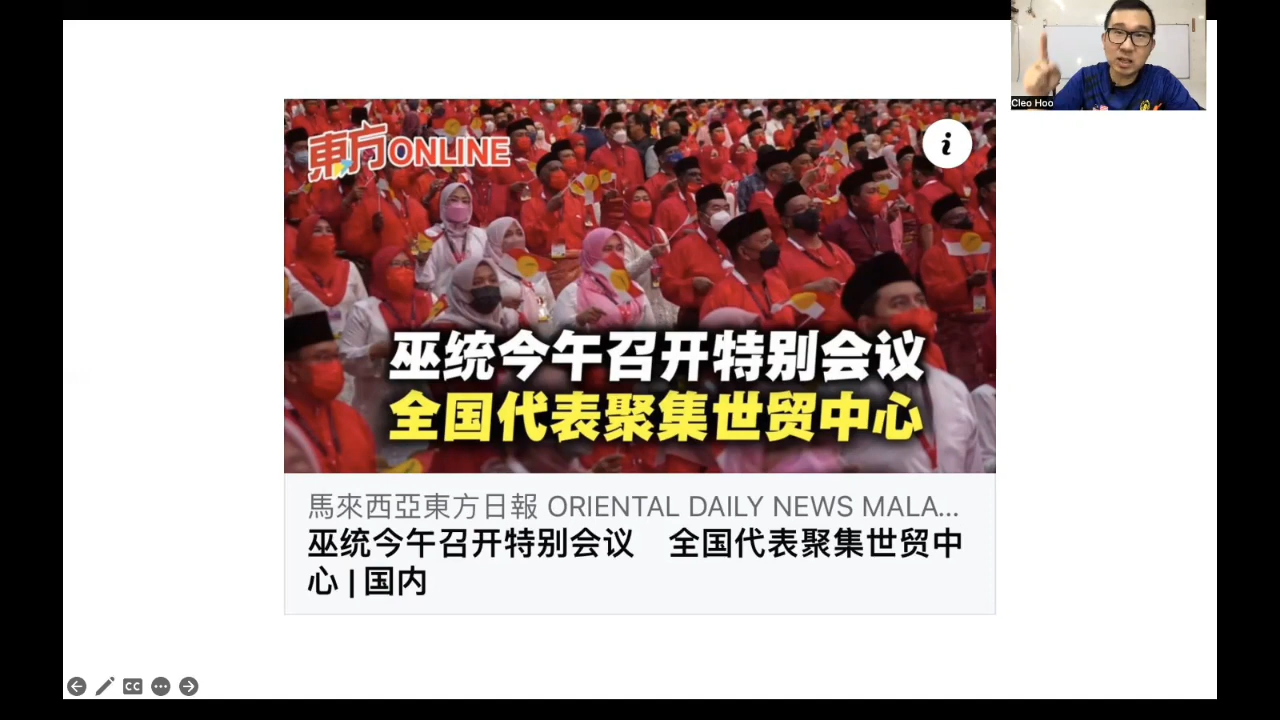 Cleo Hoo
東方ONLINE
巫统今午召开特别会议
全国代表聚集世贸中心
馬來西亞東方日報 ORIENTAL DAILY NEWS MALA...
巫统今午召开特别会议　全国代表聚集世贸中
心 | 国内
CC